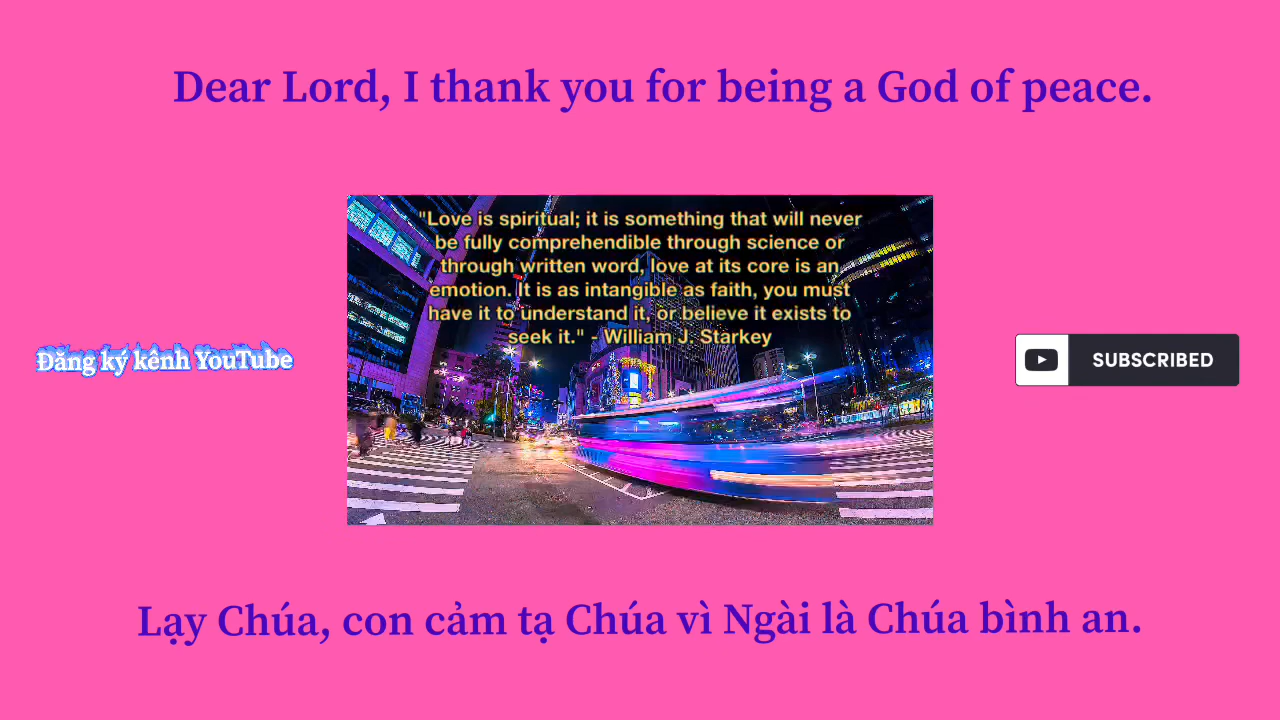 Dear Lord, I thank you for being a God of peace.
"Love is spiritual; it is something that will never
be fully comprehendible through science or
through written word, love at its core is an
emotion. It is as intangible as faith, you must
have it to understand it, or believe it exists to
seek it." - William J. Starkey
Đăng ký kênh YouTube
SUBSCRIBED
Lạy Chúa, con cảm tạ Chúa vì Ngài là Chúa bình an.